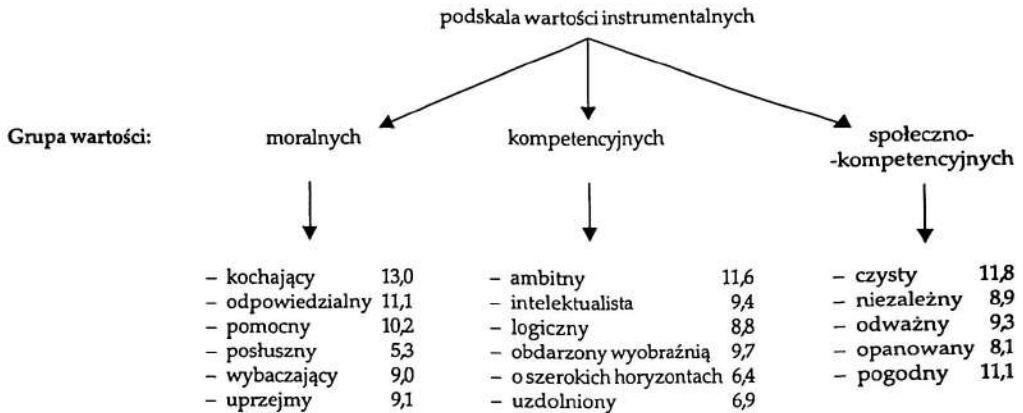 podskala wartości instrumentalnych
Grupa wartości: moralnych kompetencyjnych społeczno-
-kompetencyjnych
– kochający 13,0
– odpowiedzialny 11,1
– pomocny 10,2
– posłuszny 5,3
– wybaczający 9,0
– uprzejmy 9,1
– ambitny 11,6
– intelektualista 9,4
– logiczny 8,8
– obdarzony wyobraźnią 9,7
– o szerokich horyzontach 6,4
– uzdolniony 6,9
– czysty 11,8
– niezależny 8,9
– odważny 9,3
– opanowany 8,1
– pogodny 11,1